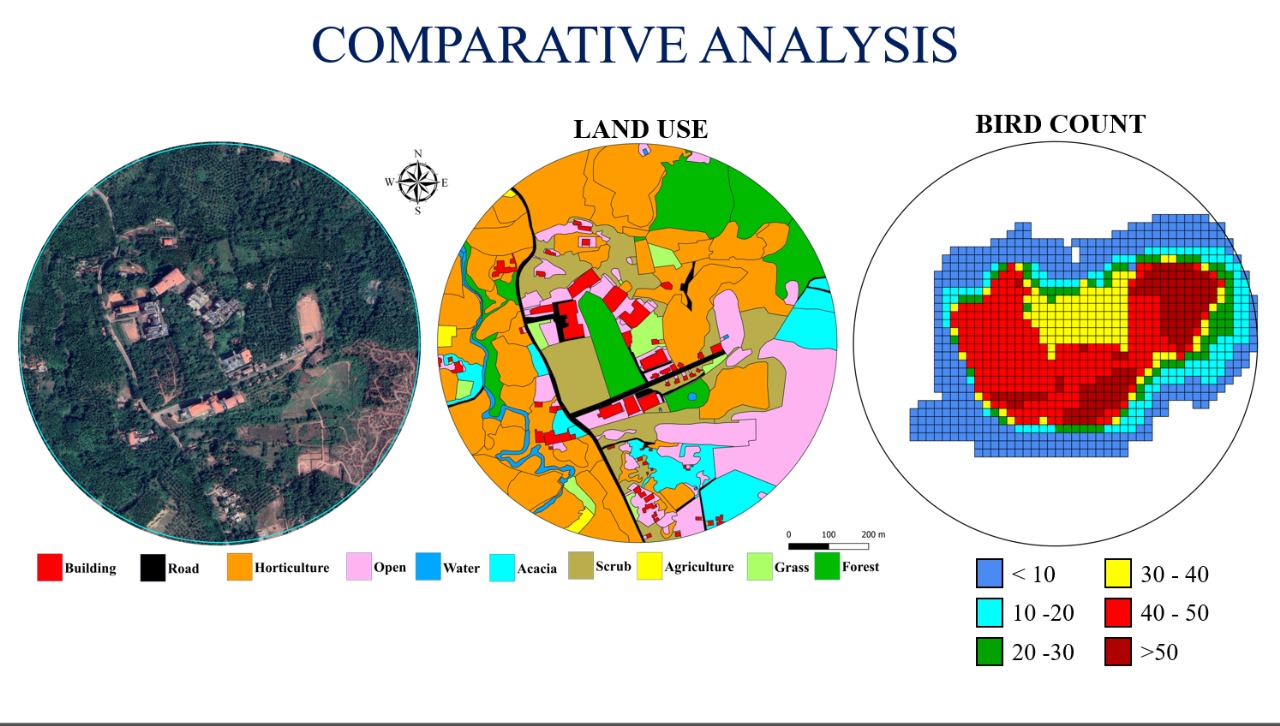 COMPARATIVE ANALYSIS
LAND USE
BIRD COUNT
N
W E
S
0 100 200 m
Building Road Horticulture Open Water Acacia Scrub Agriculture Grass Forest
< 10 30 - 40
10 -20 40 - 50
20 -30 >50